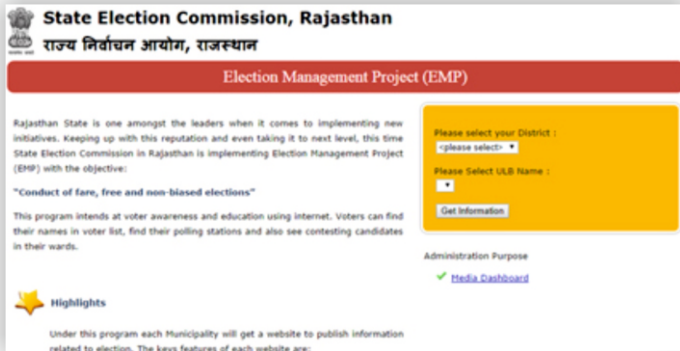 State Election Commission, Rajasthan
राज्य निर्वाचन आयोग, राजस्थान
Election Management Project (EMP)
Rajasthan State is one amongst the leaders when it comes to implementing new
initiatives. Keeping up with this reputation and even taking it to next level, this time
State Election Commission in Rajasthan is implementing Election Management Project
(EMP) with the objective:
"Conduct of fare, free and non-biased elections"
This program intends at voter awareness and education using internet. Voters can find
their names in voter list, find their polling stations and also see contesting candidates
in their wards.
Highlights
Under this program each Municipality will get a website to publish information
related to election. The keys features of each website are:
Please select your District :
<please select>
Please Select ULB Name :
Get Information
Administration Purpose
Media Dashboard